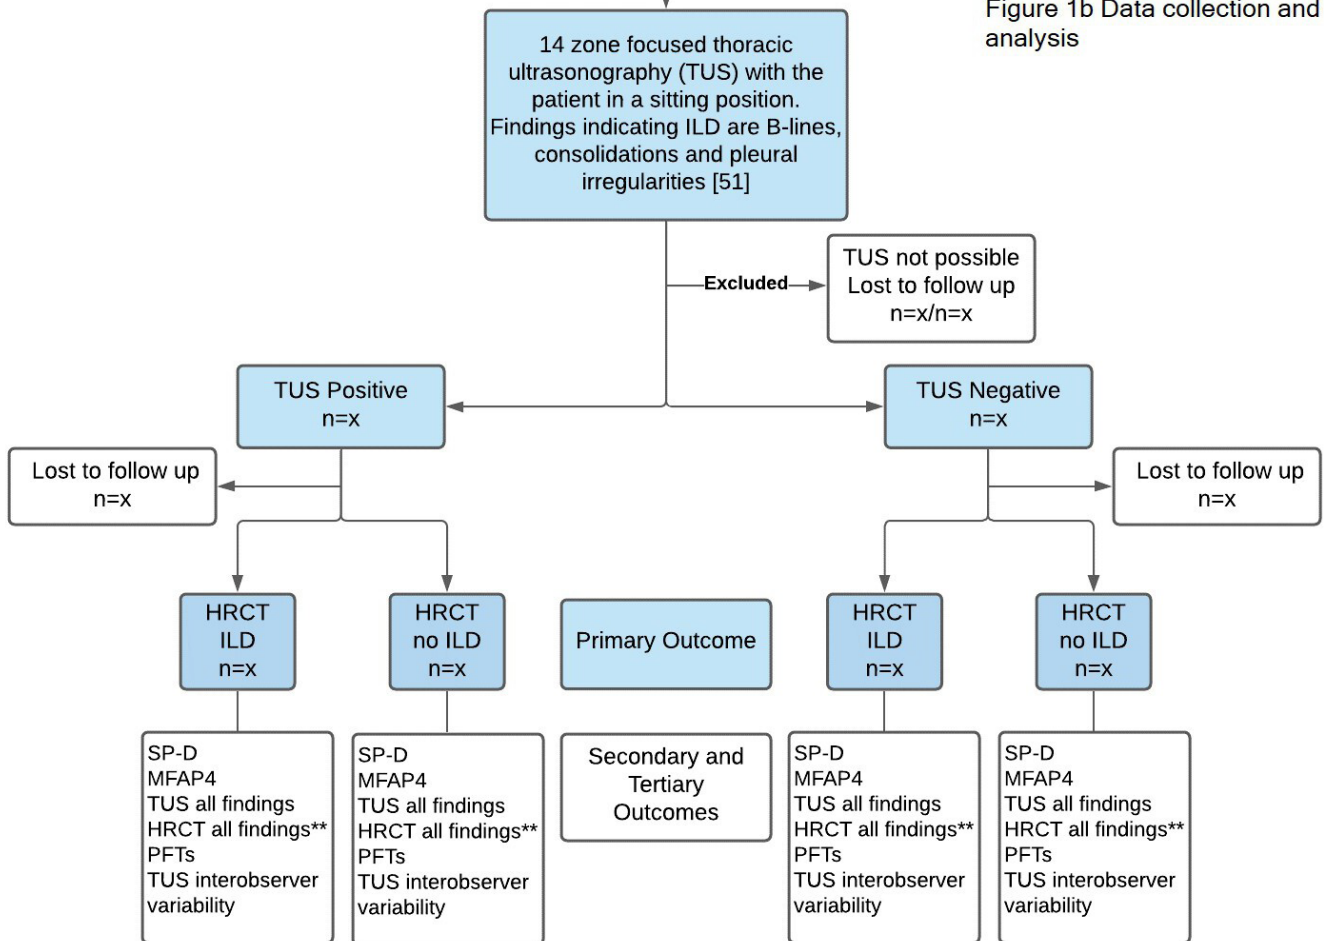 Figure 1b Data collection and
analysis
14 zone focused thoracic
ultrasonography (TUS) with the
patient in a sitting position.
Findings indicating ILD are B-lines,
consolidations and pleural
irregularities [51]
Excluded
TUS not possible
Lost to follow up
n=x/n=x
TUS Positive
n=x
TUS Negative
n=x
Lost to follow up
n=x
Lost to follow up
n=x
HRCT
ILD
n=x
HRCT
no ILD
n=x
Primary Outcome
HRCT
ILD
n=x
HRCT
no ILD
n=x
SP-D
MFAP4
TUS all findings
HRCT all findings**
PFTs
TUS interobserver
variability
SP-D
MFAP4
TUS all findings
HRCT all findings**
PFTs
TUS interobserver
variability
Secondary and
Tertiary
Outcomes
SP-D
MFAP4
TUS all findings
HRCT all findings**
PFTs
TUS interobserver
variability
SP-D
MFAP4
TUS all findings
HRCT all findings**
PFTs
TUS interobserver
variability